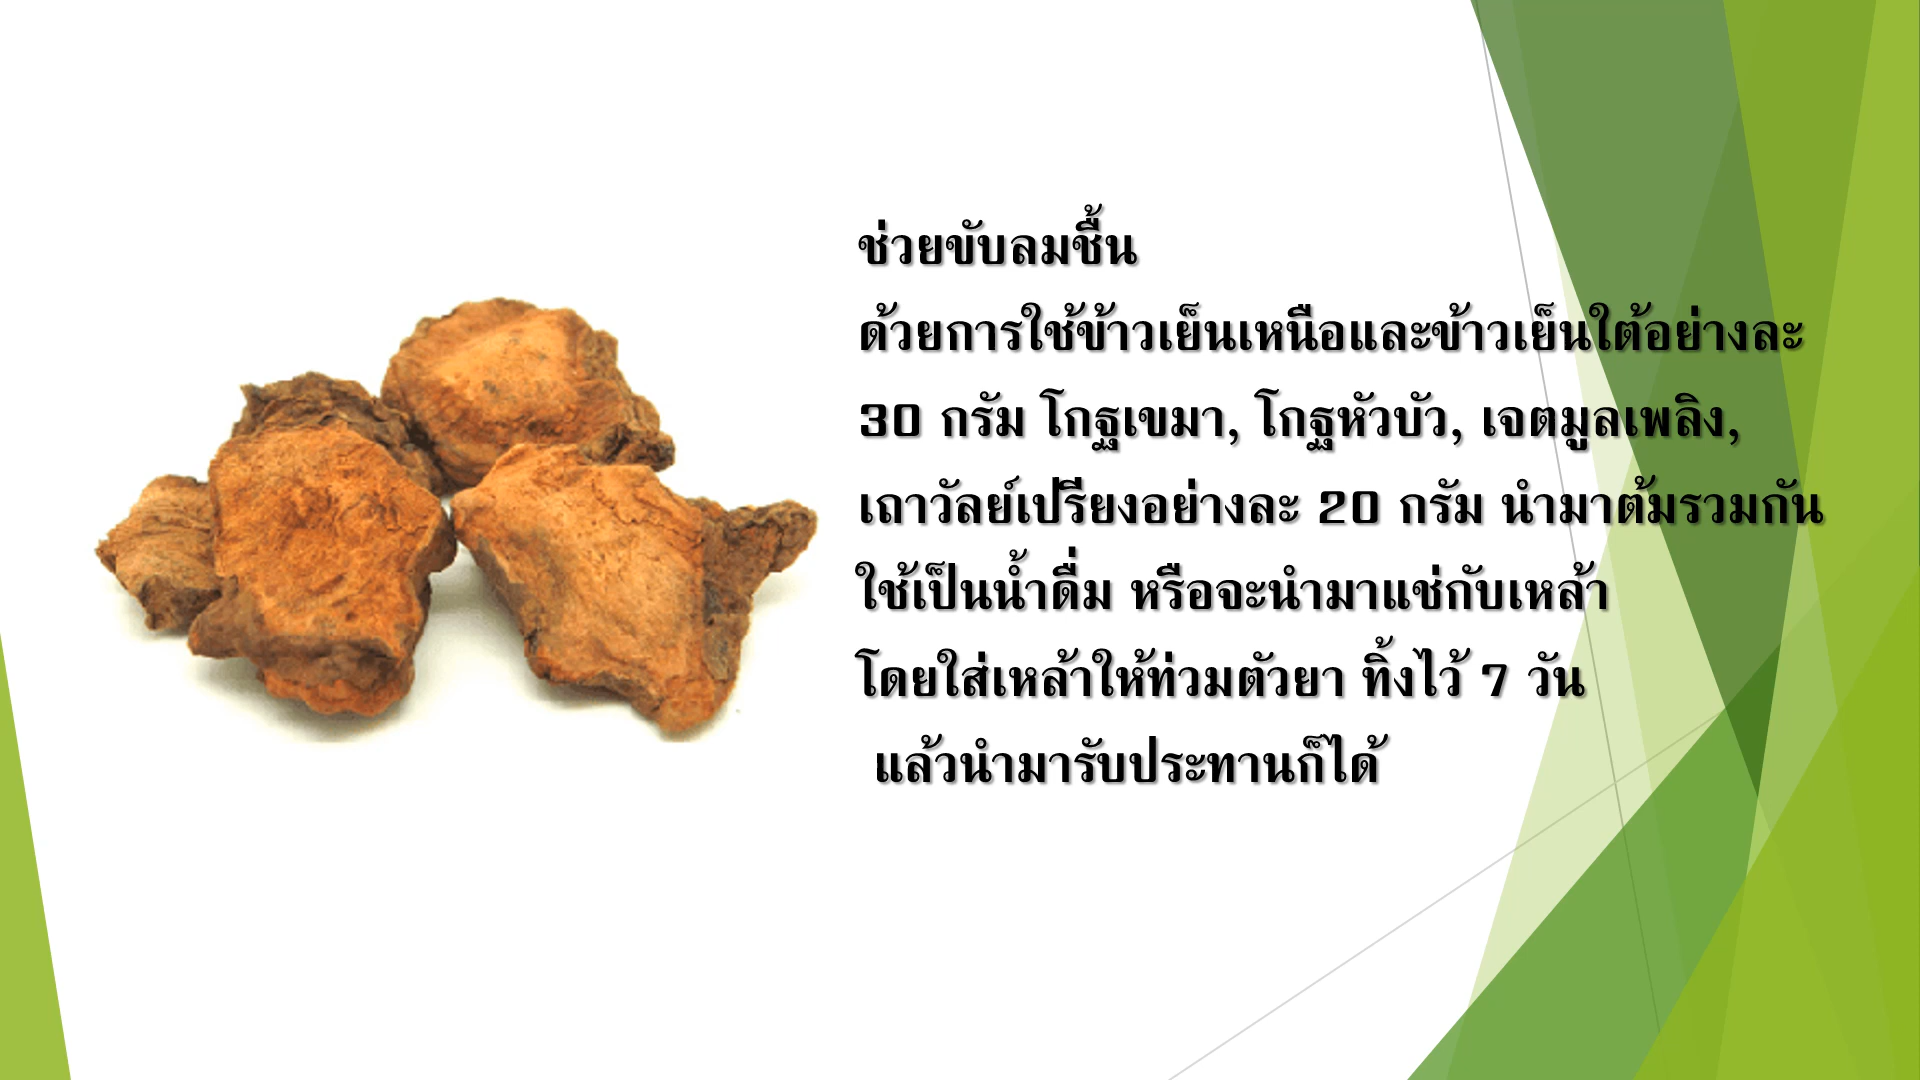 ช่วยขับลมชื้น
ด้วยการใช้ข้าวเย็นเหนือและข้าวเย็นใต้อย่างละ
30 กรัม โกฐเขมา, โกฐหัวบัว, เจตมูลเพลิง,
เถาวัลย์เปรียงอย่างละ 20 กรัม นำมาต้มรวมกัน
ใช้เป็นน้ำดื่ม หรือจะนำมาแช่กับเหล้า
โดยใส่เหล้าให้ท่วมตัวยา ทิ้งไว้ 7 วัน
แล้วนำมารับประทานก็ได้